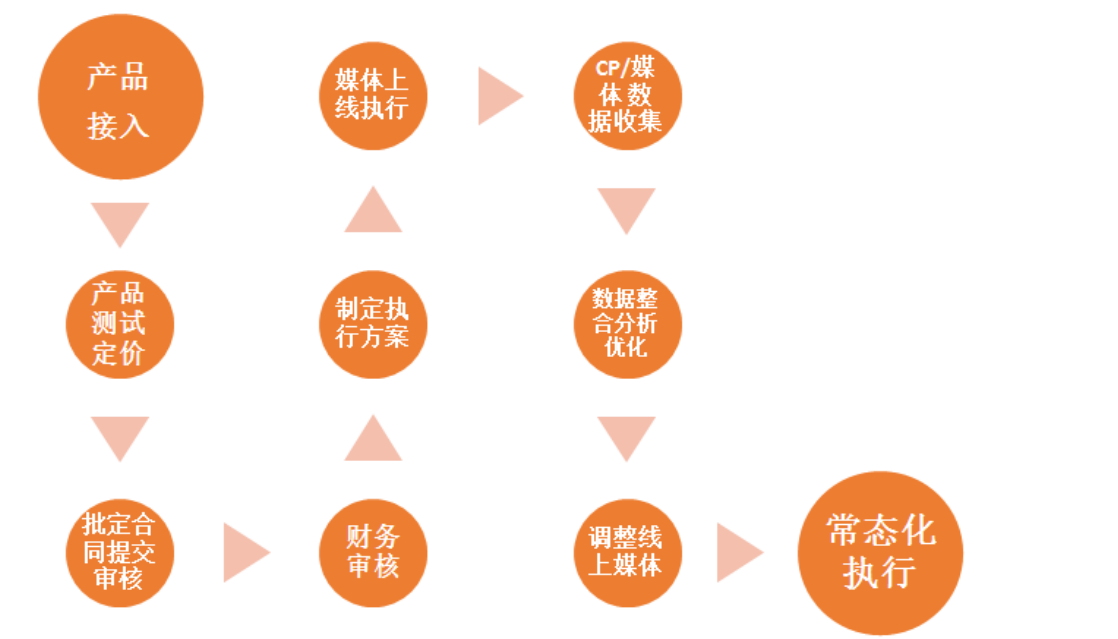 产品
接入
产品
测试
定价
批定合
同提交
审核
财务
审核
制定执
行方案
媒体上
线执行
CP/媒
体数
据收集
数据整
合分析
优化
调整线
上媒体
常态化
执行